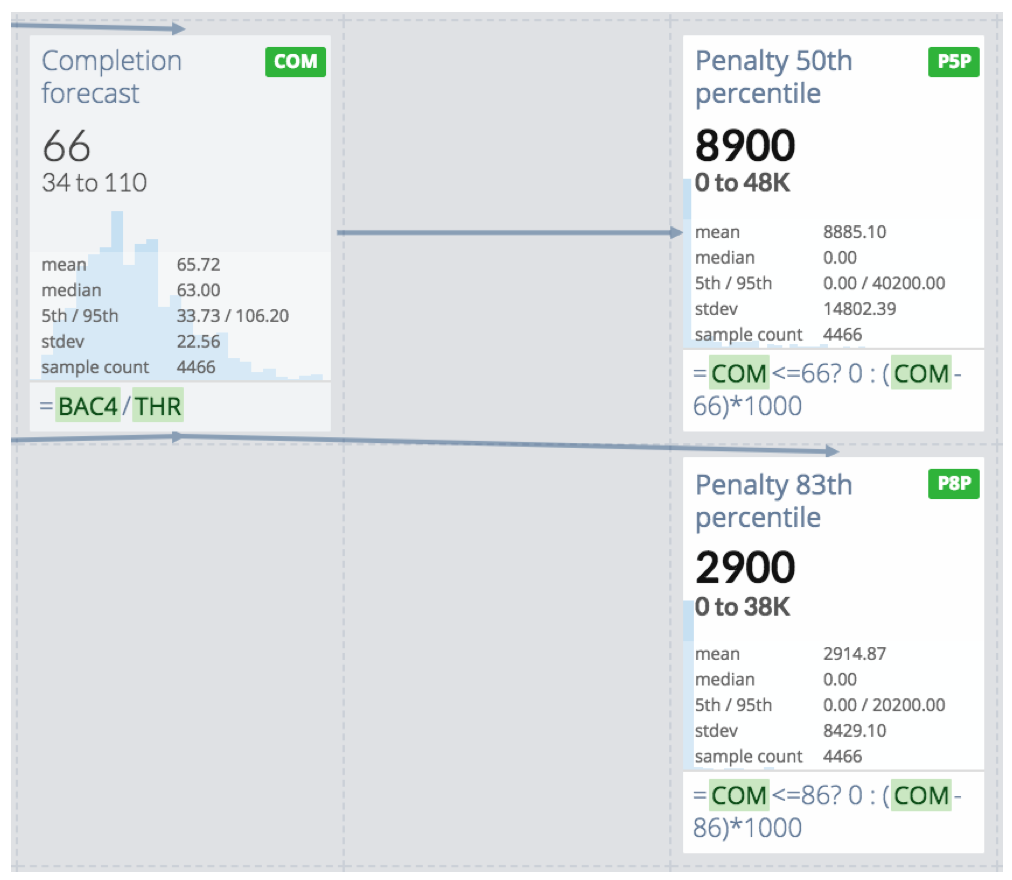 Completion COM
forecast
66
34 to 110
mean 65.72
median 63.00
5th / 95th 33.73 / 106.20
stdev 22.56
sample count 4466
=BAC4/THR
Penalty 50th P5P
percentile
8900
0 to 48K
mean 8885.10
median 0.00
5th / 95th 0.00 / 40200.00
stdev 14802.39
sample count 4466
=COM<=66? 0 : (COM-
66)*1000
Penalty 83th P8P
percentile
2900
0 to 38K
mean 2914.87
median 0.00
5th / 95th 0.00 / 20200.00
stdev 8429.10
sample count 4466
=COM<=86? 0 : (COM-
86)*1000